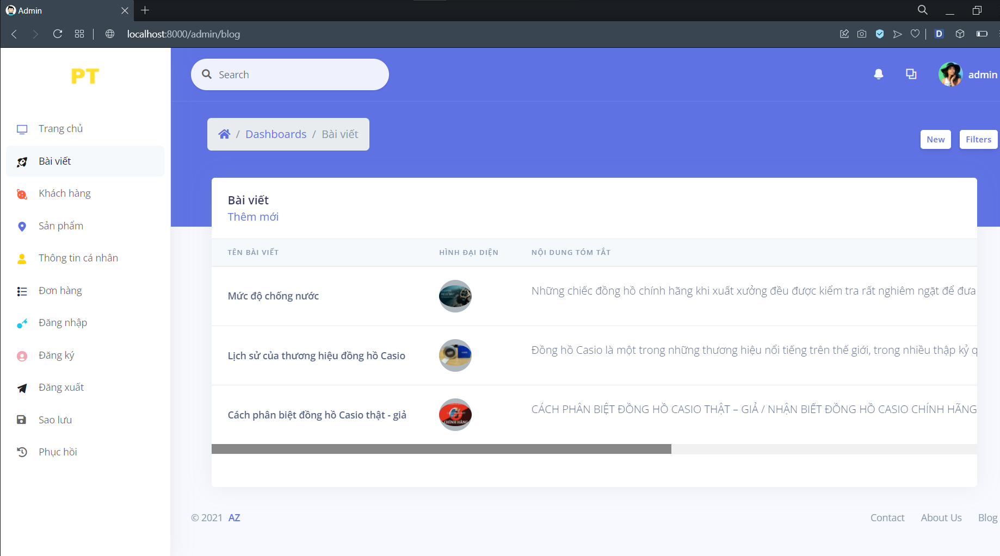 Admin
localhost:8000/admin/blog
PT
Search
admin
Trang chủ
Bài viết
Khách hàng
Sản phẩm
Thông tin cá nhân
Đơn hàng
Đăng nhập
Đăng ký
Đăng xuất
Sao lưu
Phục hồi
/ Dashboards / Bài viết
New
Filters
Bài viết
Thêm mới
TÊN BÀI VIẾT HÌNH ĐẠI DIỆN NỘI DUNG TÓM TẮT
Mức độ chống nước Những chiếc đồng hồ chính hãng khi xuất xưởng đều được kiểm tra rất nghiêm ngặt để đưa
Lịch sử của thương hiệu đồng hồ Casio Đồng hồ Casio là một trong những thương hiệu nổi tiếng trên thế giới, trong nhiều thập kỷ q
Cách phân biệt đồng hồ Casio thật - giả CHÍNH HÃNG CÁCH PHÂN BIỆT ĐỒNG HỒ CASIO THẬT – GIẢ / NHẬN BIẾT ĐỒNG HỒ CASIO CHÍNH HÃNG
© 2021 AZ
Contact About Us Blog